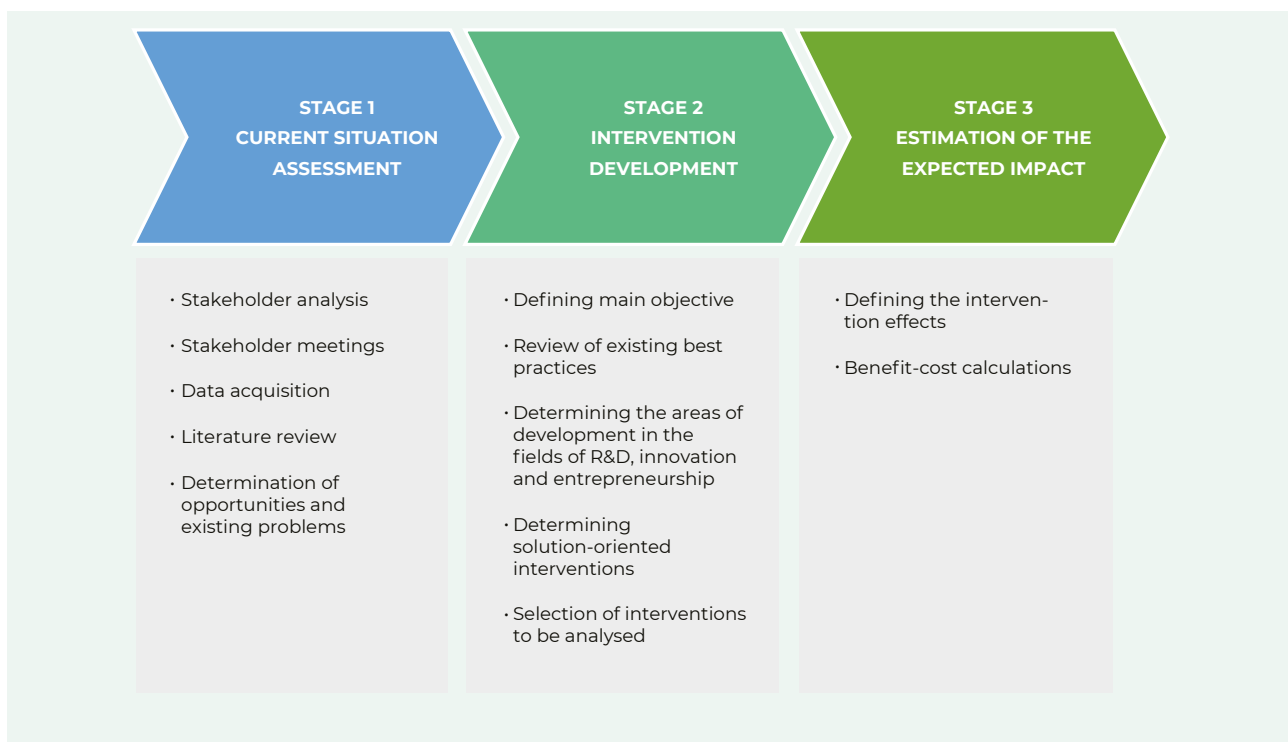 STAGE 1
CURRENT SITUATION
ASSESSMENT
· Stakeholder analysis
· Stakeholder meetings
· Data acquisition
· Literature review
· Determination of
opportunities and
existing problems
STAGE 2
INTERVENTION
DEVELOPMENT
· Defining main objective
· Review of existing best
practices
· Determining the areas of
development in the
fields of R&D, innovation
and entrepreneurship
· Determining
solution-oriented
interventions
· Selection of interventions
to be analysed
STAGE 3
ESTIMATION OF THE
EXPECTED IMPACT
· Defining the interven-
tion effects
· Benefit-cost calculations